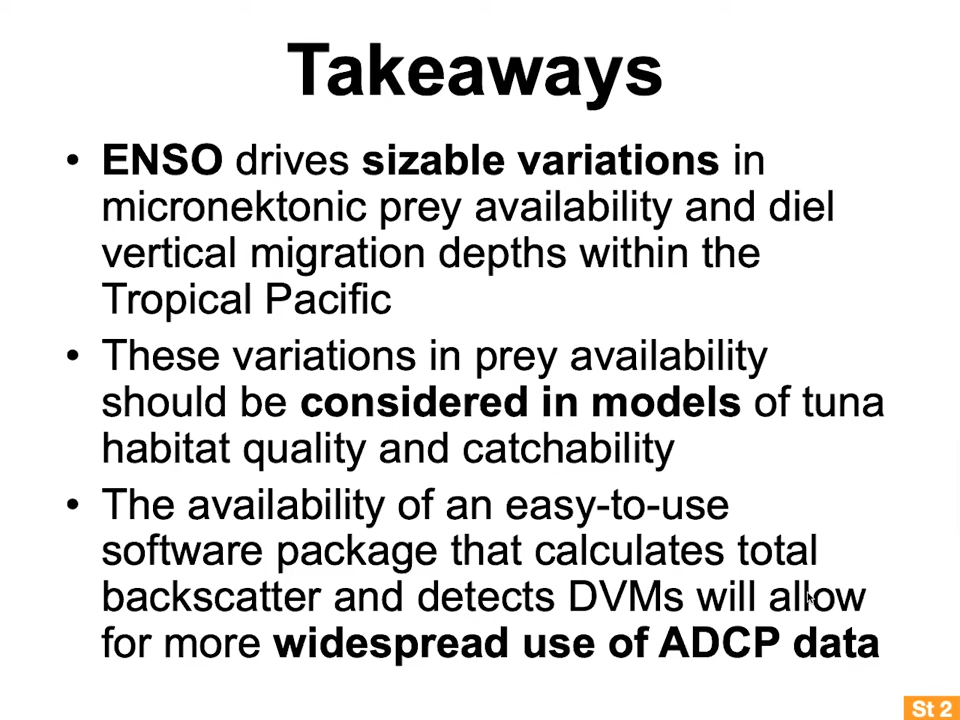 Takeaways
• ENSO drives sizable variations in
micronektonic prey availability and diel
vertical migration depths within the
Tropical Pacific
• These variations in prey availability
should be considered in models of tuna
habitat quality and catchability
• The availability of an easy-to-use
software package that calculates total
backscatter and detects DVMs will allow
for more widespread use of ADCP data
St 2